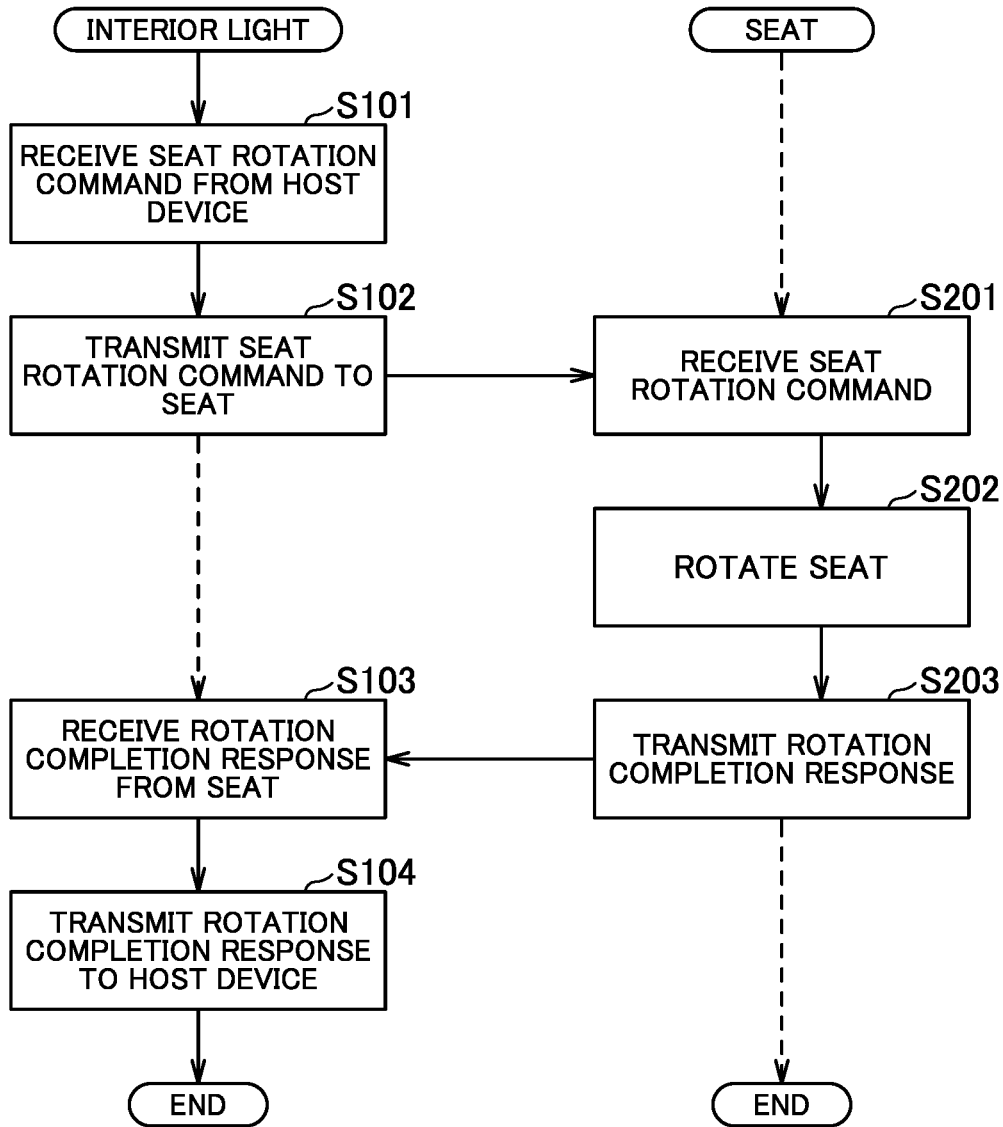 INTERIOR LIGHT
SEAT
S101
RECEIVE SEAT ROTATION
COMMAND FROM HOST
DEVICE
S102
TRANSMIT SEAT
ROTATION COMMAND TO
SEAT
S201
RECEIVE SEAT
ROTATION COMMAND
S202
ROTATE SEAT
S103
RECEIVE ROTATION
COMPLETION RESPONSE
FROM SEAT
S203
TRANSMIT ROTATION
COMPLETION RESPONSE
S104
TRANSMIT ROTATION
COMPLETION RESPONSE
TO HOST DEVICE
END
END